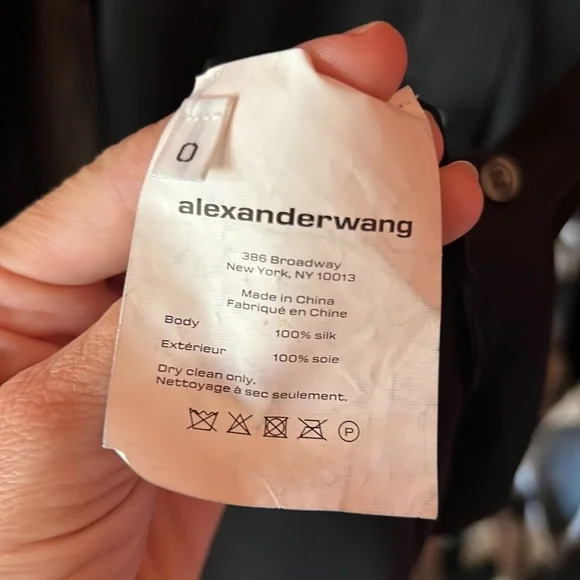 0
alexanderwang
386 Broadway
New York, NY 10013
Made in China
Fabriqué en Chine
Body 100% silk
Extérieur 100% soie
Dry clean only.
Nettoyage à sec seulement.
P